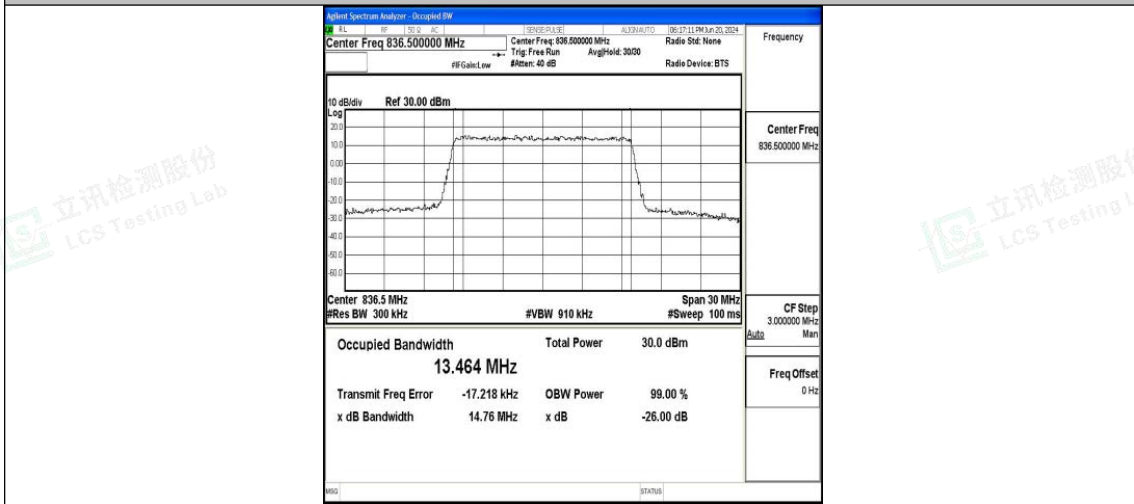 Agilent Spectrum Analyzer - Occupied BW
RL RF 50 Ω AC SENSE:PULSE ALIGN AUTO 06:17:11 PM Jun 20, 2024
Center Freq 836.500000 MHz
Center Freq: 836.500000 MHz
Radio Std: None
Trig: Free Run Avg|Hold: 30/30
#IFGain:Low #Atten: 40 dB Radio Device: BTS
Frequency
10 dB/div Ref 30.00 dBm
Log
20.0
10.0
0.00
-10.0
-20.0
-30.0
-40.0
-50.0
-60.0
Center 836.5 MHz Span 30 MHz
#Res BW 300 kHz #VBW 910 kHz #Sweep 100 ms
Occupied Bandwidth Total Power 30.0 dBm
13.464 MHz
Transmit Freq Error -17.218 kHz OBW Power 99.00 %
x dB Bandwidth 14.76 MHz x dB -26.00 dB
Center Freq
836.500000 MHz
CF Step
3.000000 MHz
Auto Man
Freq Offset
0 Hz
MSG STATUS
立讯检测股份
LCS Testing Lab
立讯检测股份
LCS Testing L